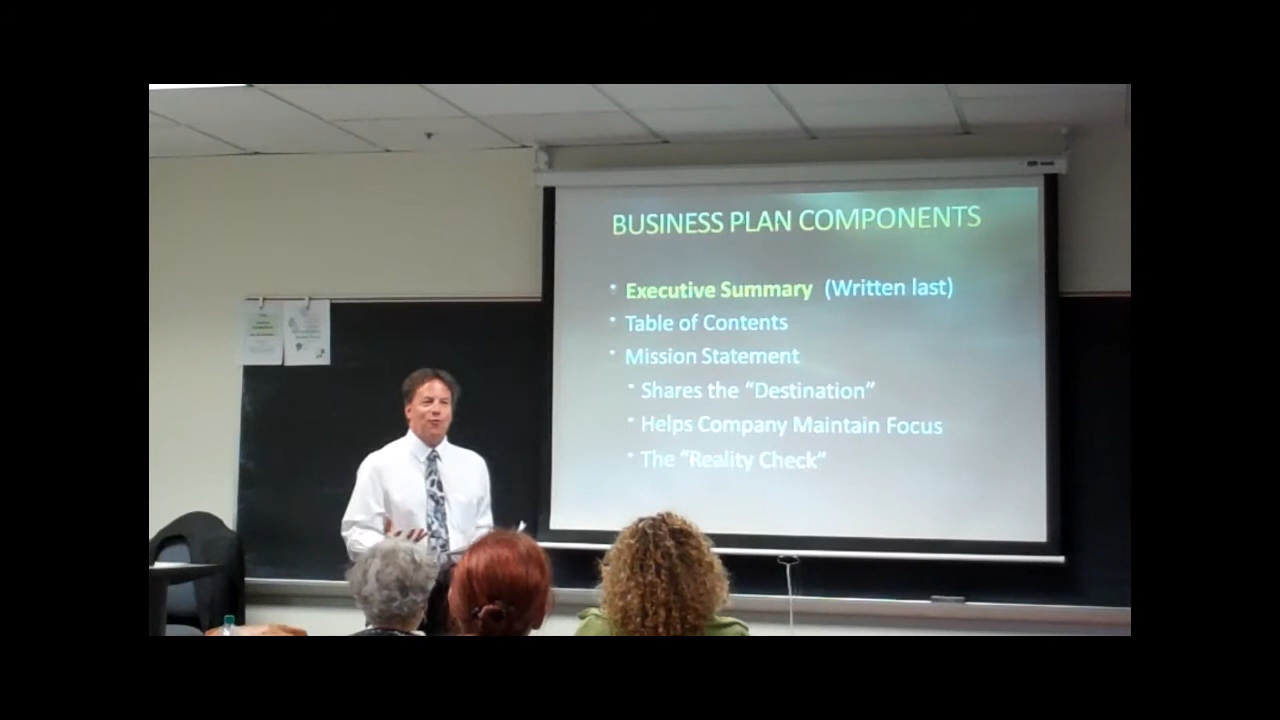 BUSINESS PLAN COMPONENTS
Executive Summary (Written last)
Table of Contents
Mission Statement
Shares the “Destination”
Helps Company Maintain Focus
The “Reality Check”